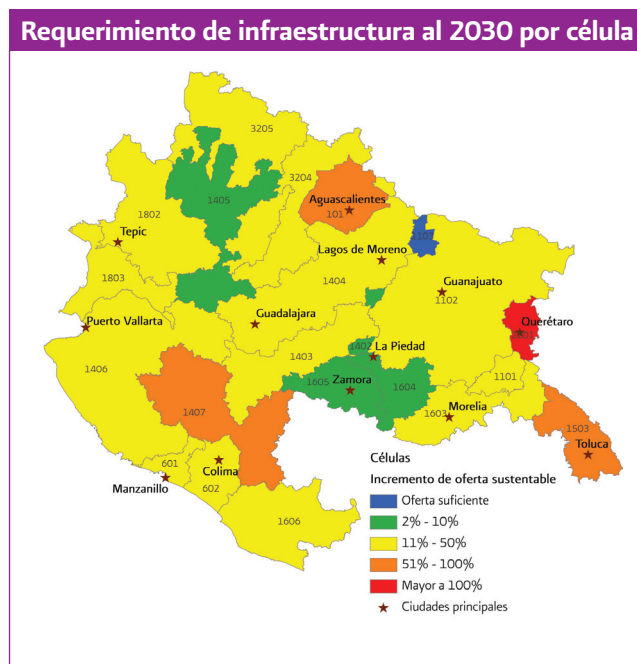 Requerimiento de infraestructura al 2030 por célula
3205
3204
1405
Aguascalientes
101
1802
Tepic
1107
Lagos de Moreno
1803
1404
Guanajuato
1102
Puerto Vallarta
Guadalajara
Querétaro
1402
La Piedad
1406
1403
1101
1605
Zamora
1604
1407
1603
Morelia
1503
Toluca
601
Colima
Manzanillo
602
1606
Células
Incremento de oferta sustentable
Oferta suficiente
2% - 10%
11% - 50%
51% - 100%
Mayor a 100%
Ciudades principales